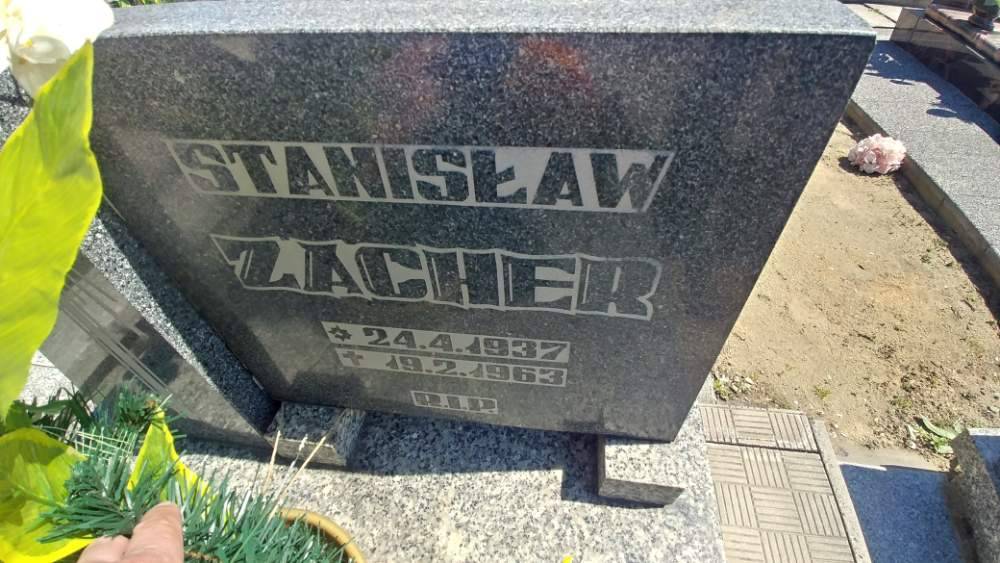 STANISŁAW
ZACHER
✡ 24.4.1937
✝ 19.2.1963
R.I.P